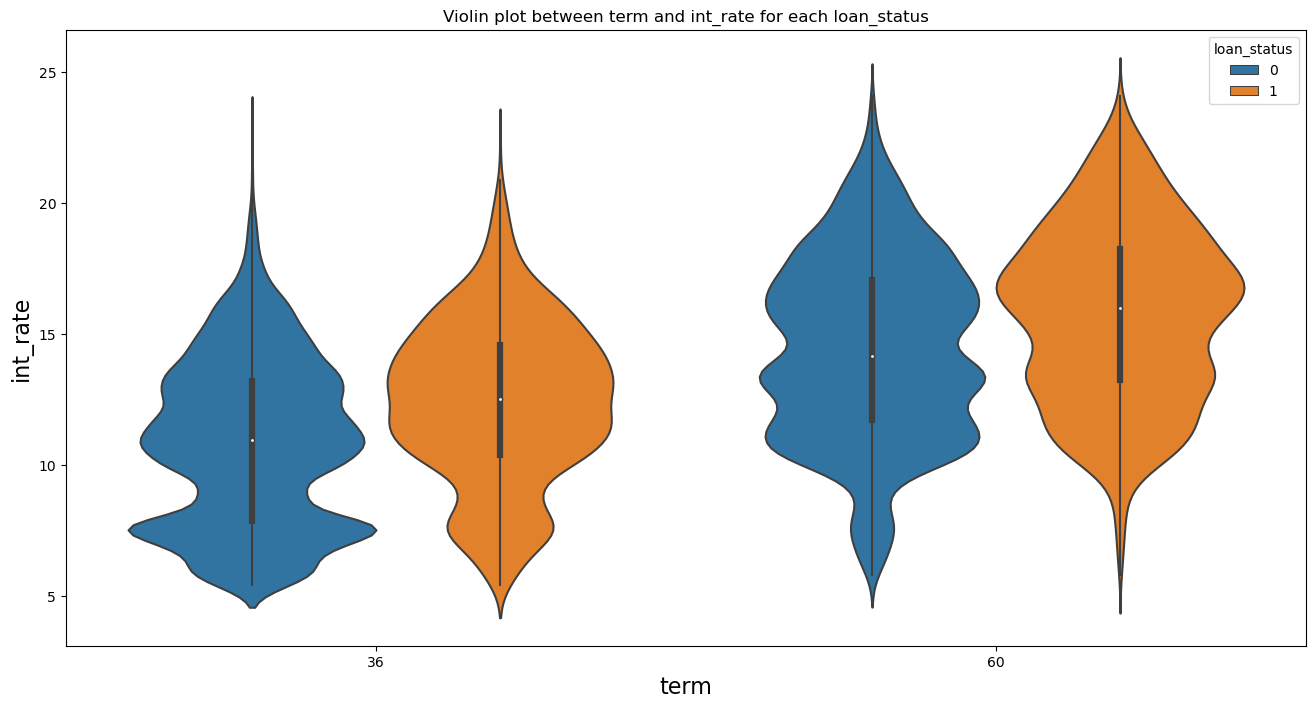 Violin plot between term and int_rate for each loan_status
loan_status
0
1
25
20
15
10
5
int_rate
36
60
term